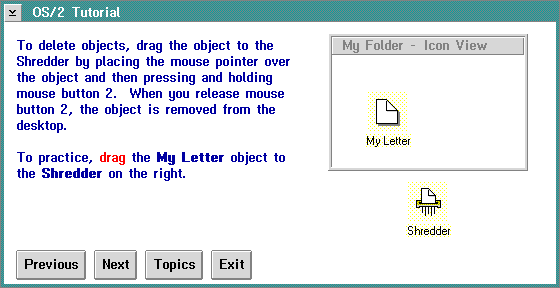 OS/2 Tutorial
To delete objects, drag the object to the
Shredder by placing the mouse pointer over
the object and then pressing and holding
mouse button 2.  When you release mouse
button 2, the object is removed from the
desktop.
To practice, drag the My Letter object to
the Shredder on the right.
My Folder - Icon View
My Letter
Shredder
Previous
Next
Topics
Exit